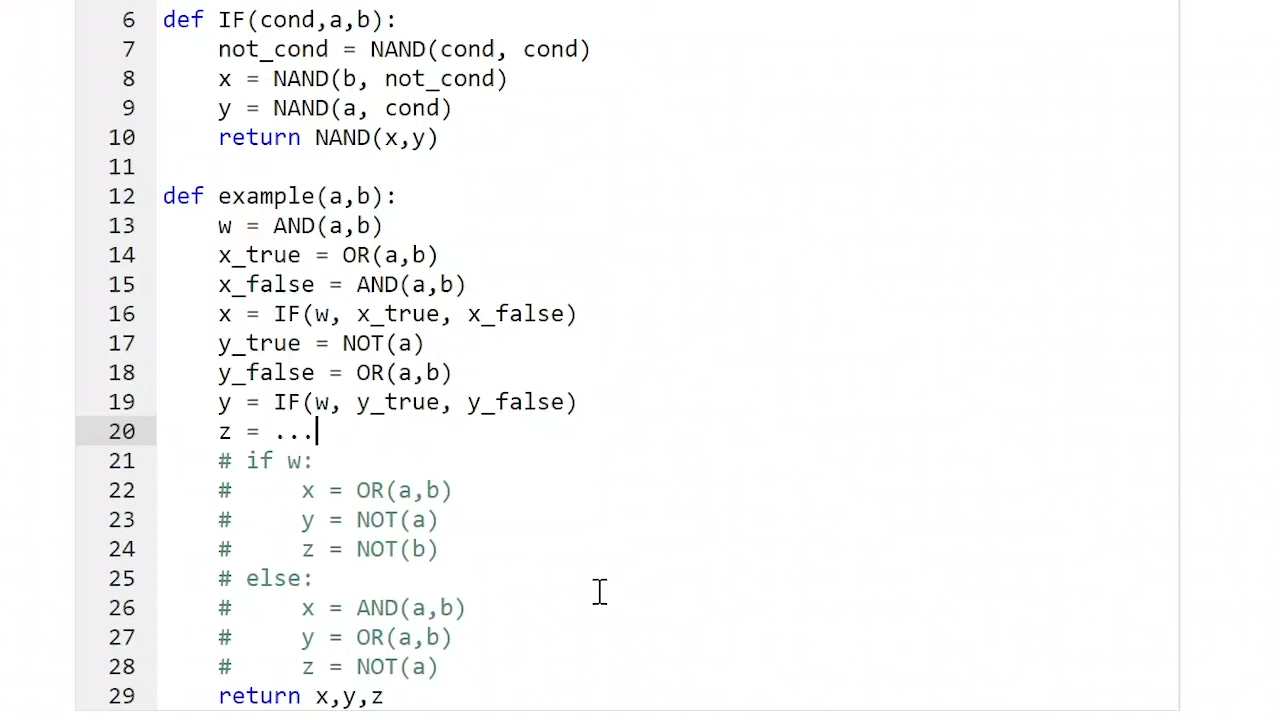 6 def IF(cond,a,b):
7     not_cond = NAND(cond, cond)
8     x = NAND(b, not_cond)
9     y = NAND(a, cond)
10     return NAND(x,y)
11
12 def example(a,b):
13     w = AND(a,b)
14     x_true = OR(a,b)
15     x_false = AND(a,b)
16     x = IF(w, x_true, x_false)
17     y_true = NOT(a)
18     y_false = OR(a,b)
19     y = IF(w, y_true, y_false)
20     z = ...
21     # if w:
22     #     x = OR(a,b)
23     #     y = NOT(a)
24     #     z = NOT(b)
25     # else:
26     #     x = AND(a,b)
27     #     y = OR(a,b)
28     #     z = NOT(a)
29     return x,y,z